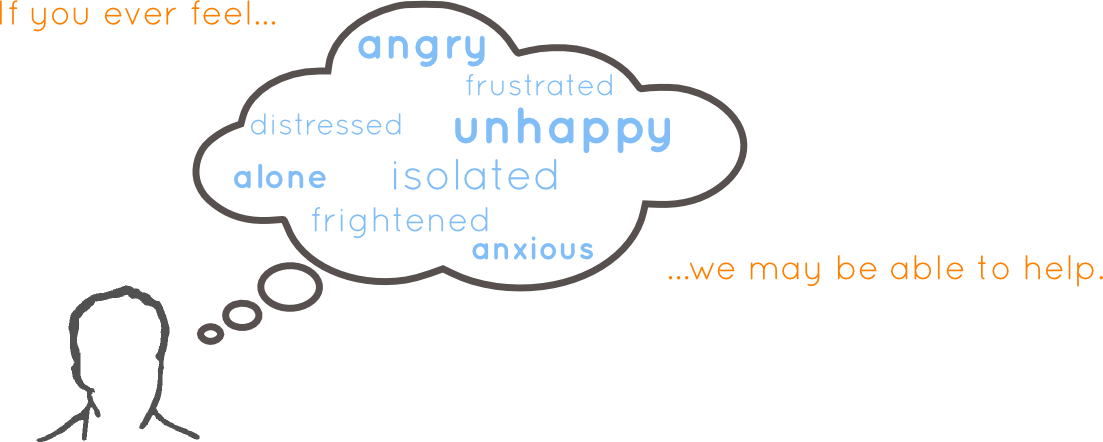 If you ever feel...
angry
frustrated
distressed
unhappy
alone
isolated
frightened
anxious
...we may be able to help.